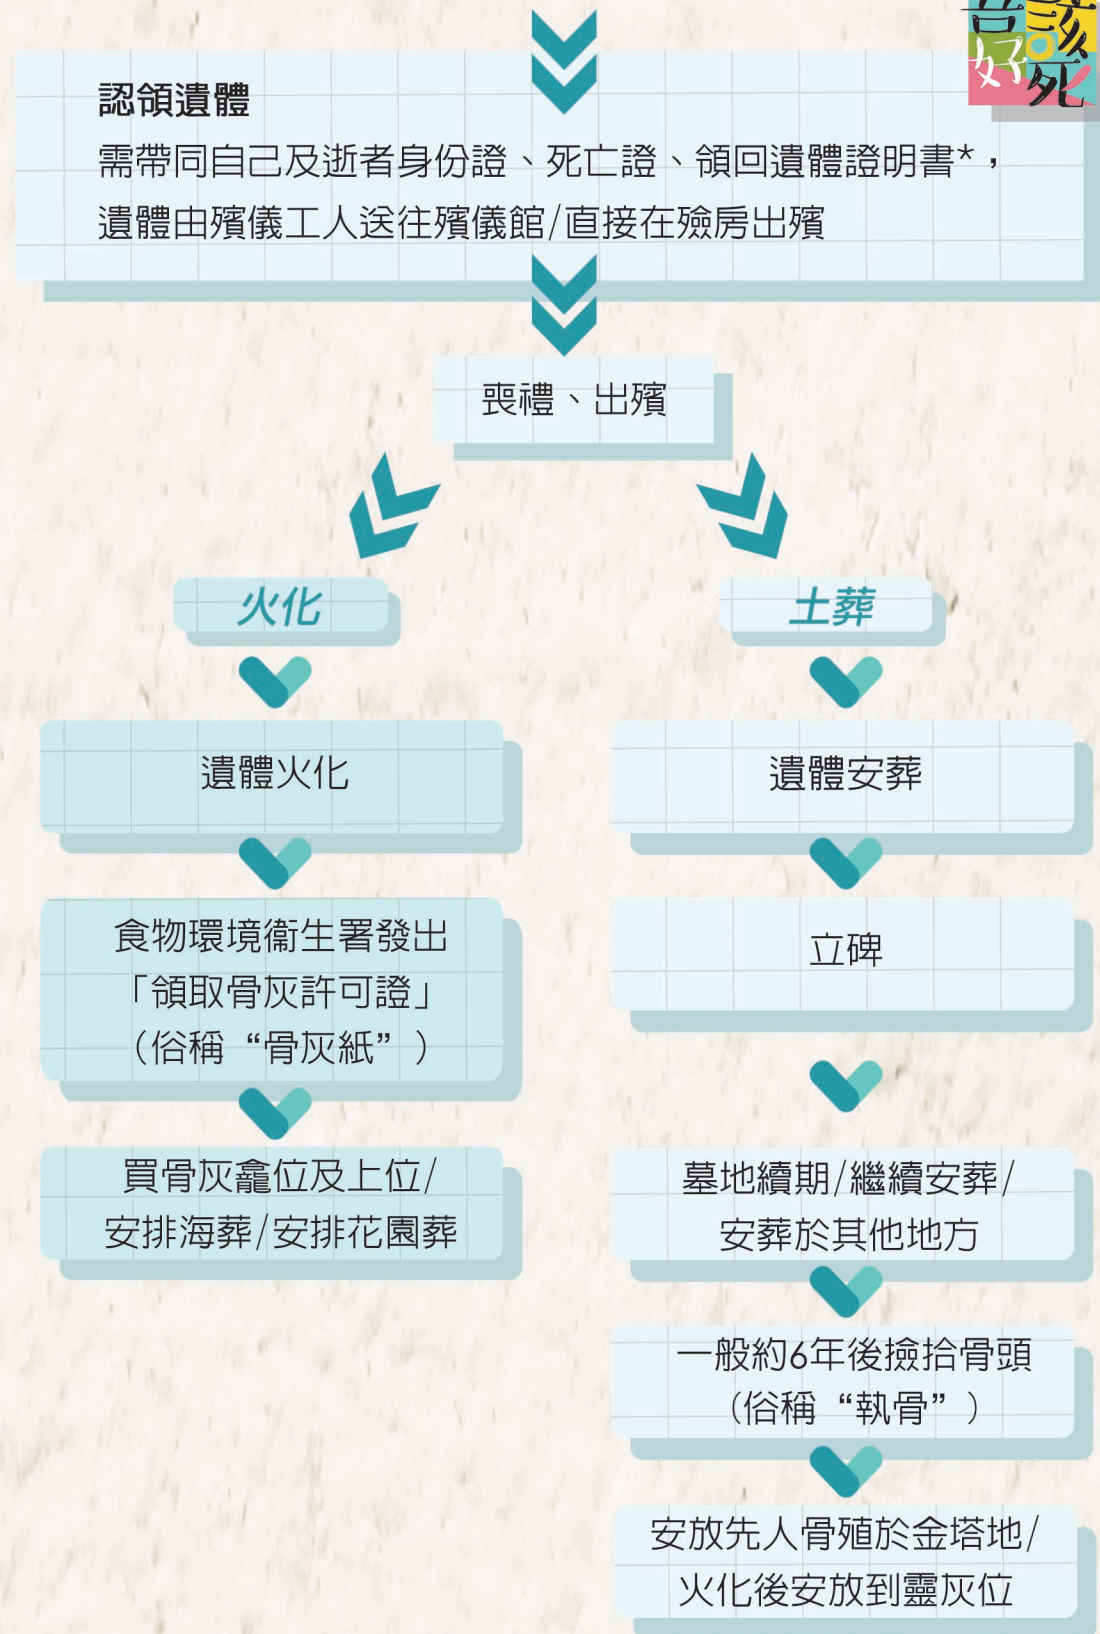 該死
好
認領遺體
需帶同自己及逝者身份證、死亡證、領回遺體證明書*，
遺體由殯儀工人送往殯儀館/直接在殮房出殯
喪禮、出殯
火化
土葬
遺體火化
遺體安葬
食物環境衞生署發出
「領取骨灰許可證」
（俗稱“骨灰紙”）
立碑
買骨灰龕位及上位/
安排海葬/安排花園葬
墓地續期/繼續安葬/
安葬於其他地方
一般約6年後撿拾骨頭
（俗稱“執骨”）
安放先人骨殖於金塔地/
火化後安放到靈灰位